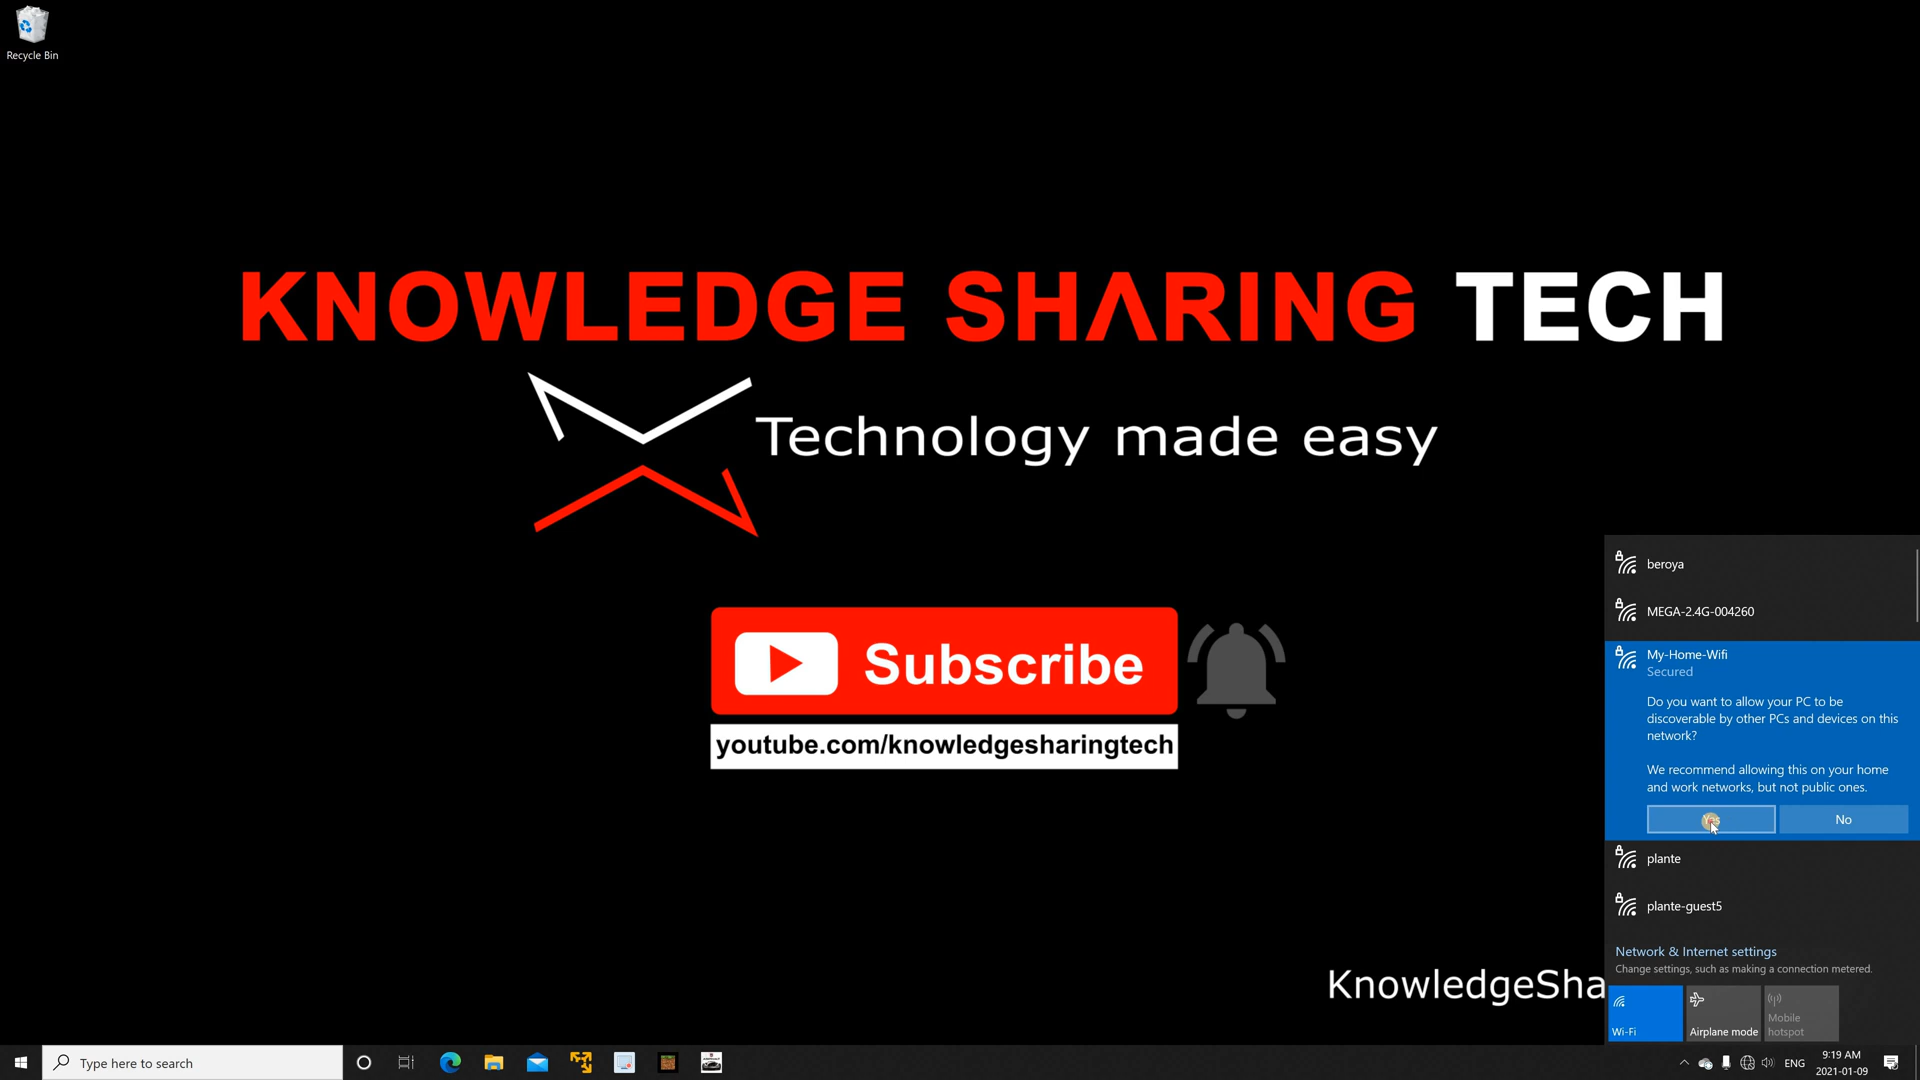 Recycle Bin
KNOWLEDGE SHARING TECH
Technology made easy
Subscribe
youtube.com/knowledgesharingtech
KnowledgeSha
beroya
MEGA-2.4G-004260
My-Home-Wifi
Secured
Do you want to allow your PC to be
discoverable by other PCs and devices on this
network?
We recommend allowing this on your home
and work networks, but not public ones.
Yes
No
plante
plante-guest5
Network & Internet settings
Change settings, such as making a connection metered.
Wi-Fi
Airplane mode
Mobile
hotspot
Type here to search
ENG
9:19 AM
2021-01-09